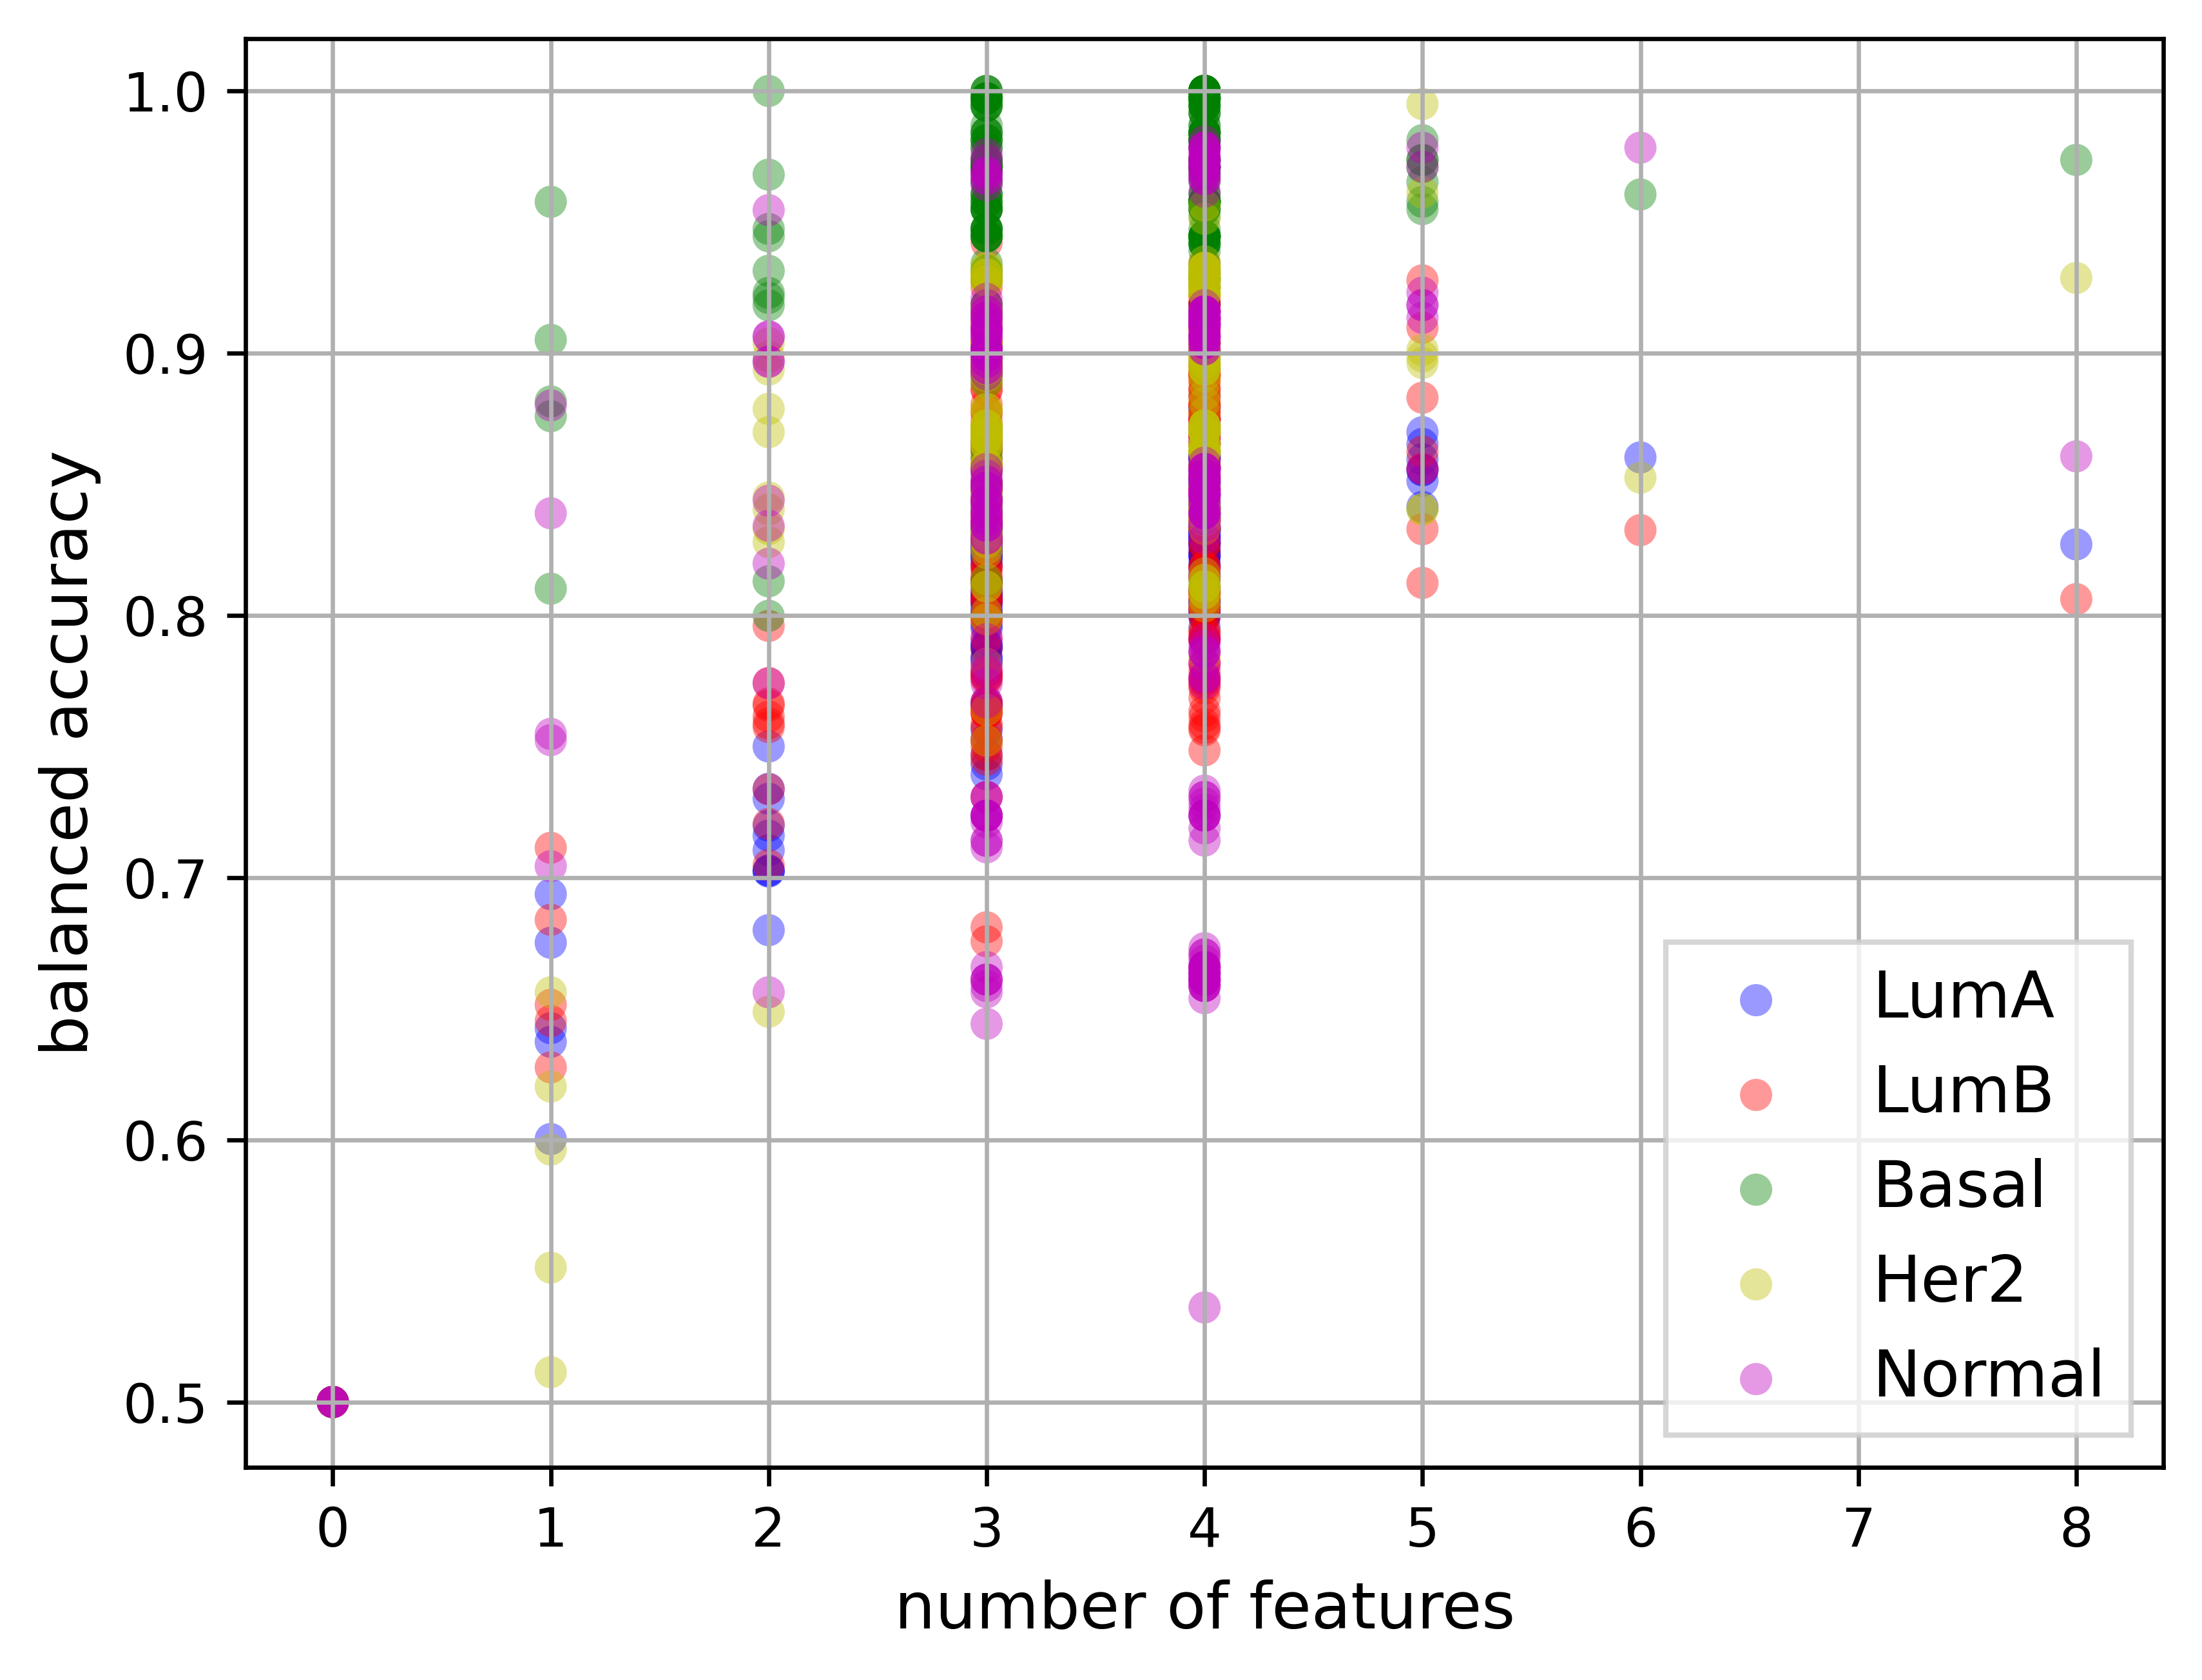 1.0
0.9
0.8
0.7
0.6
0.5
balanced accuracy
0 1 2 3 4 5 6 7 8
number of features
LumA
LumB
Basal
Her2
Normal